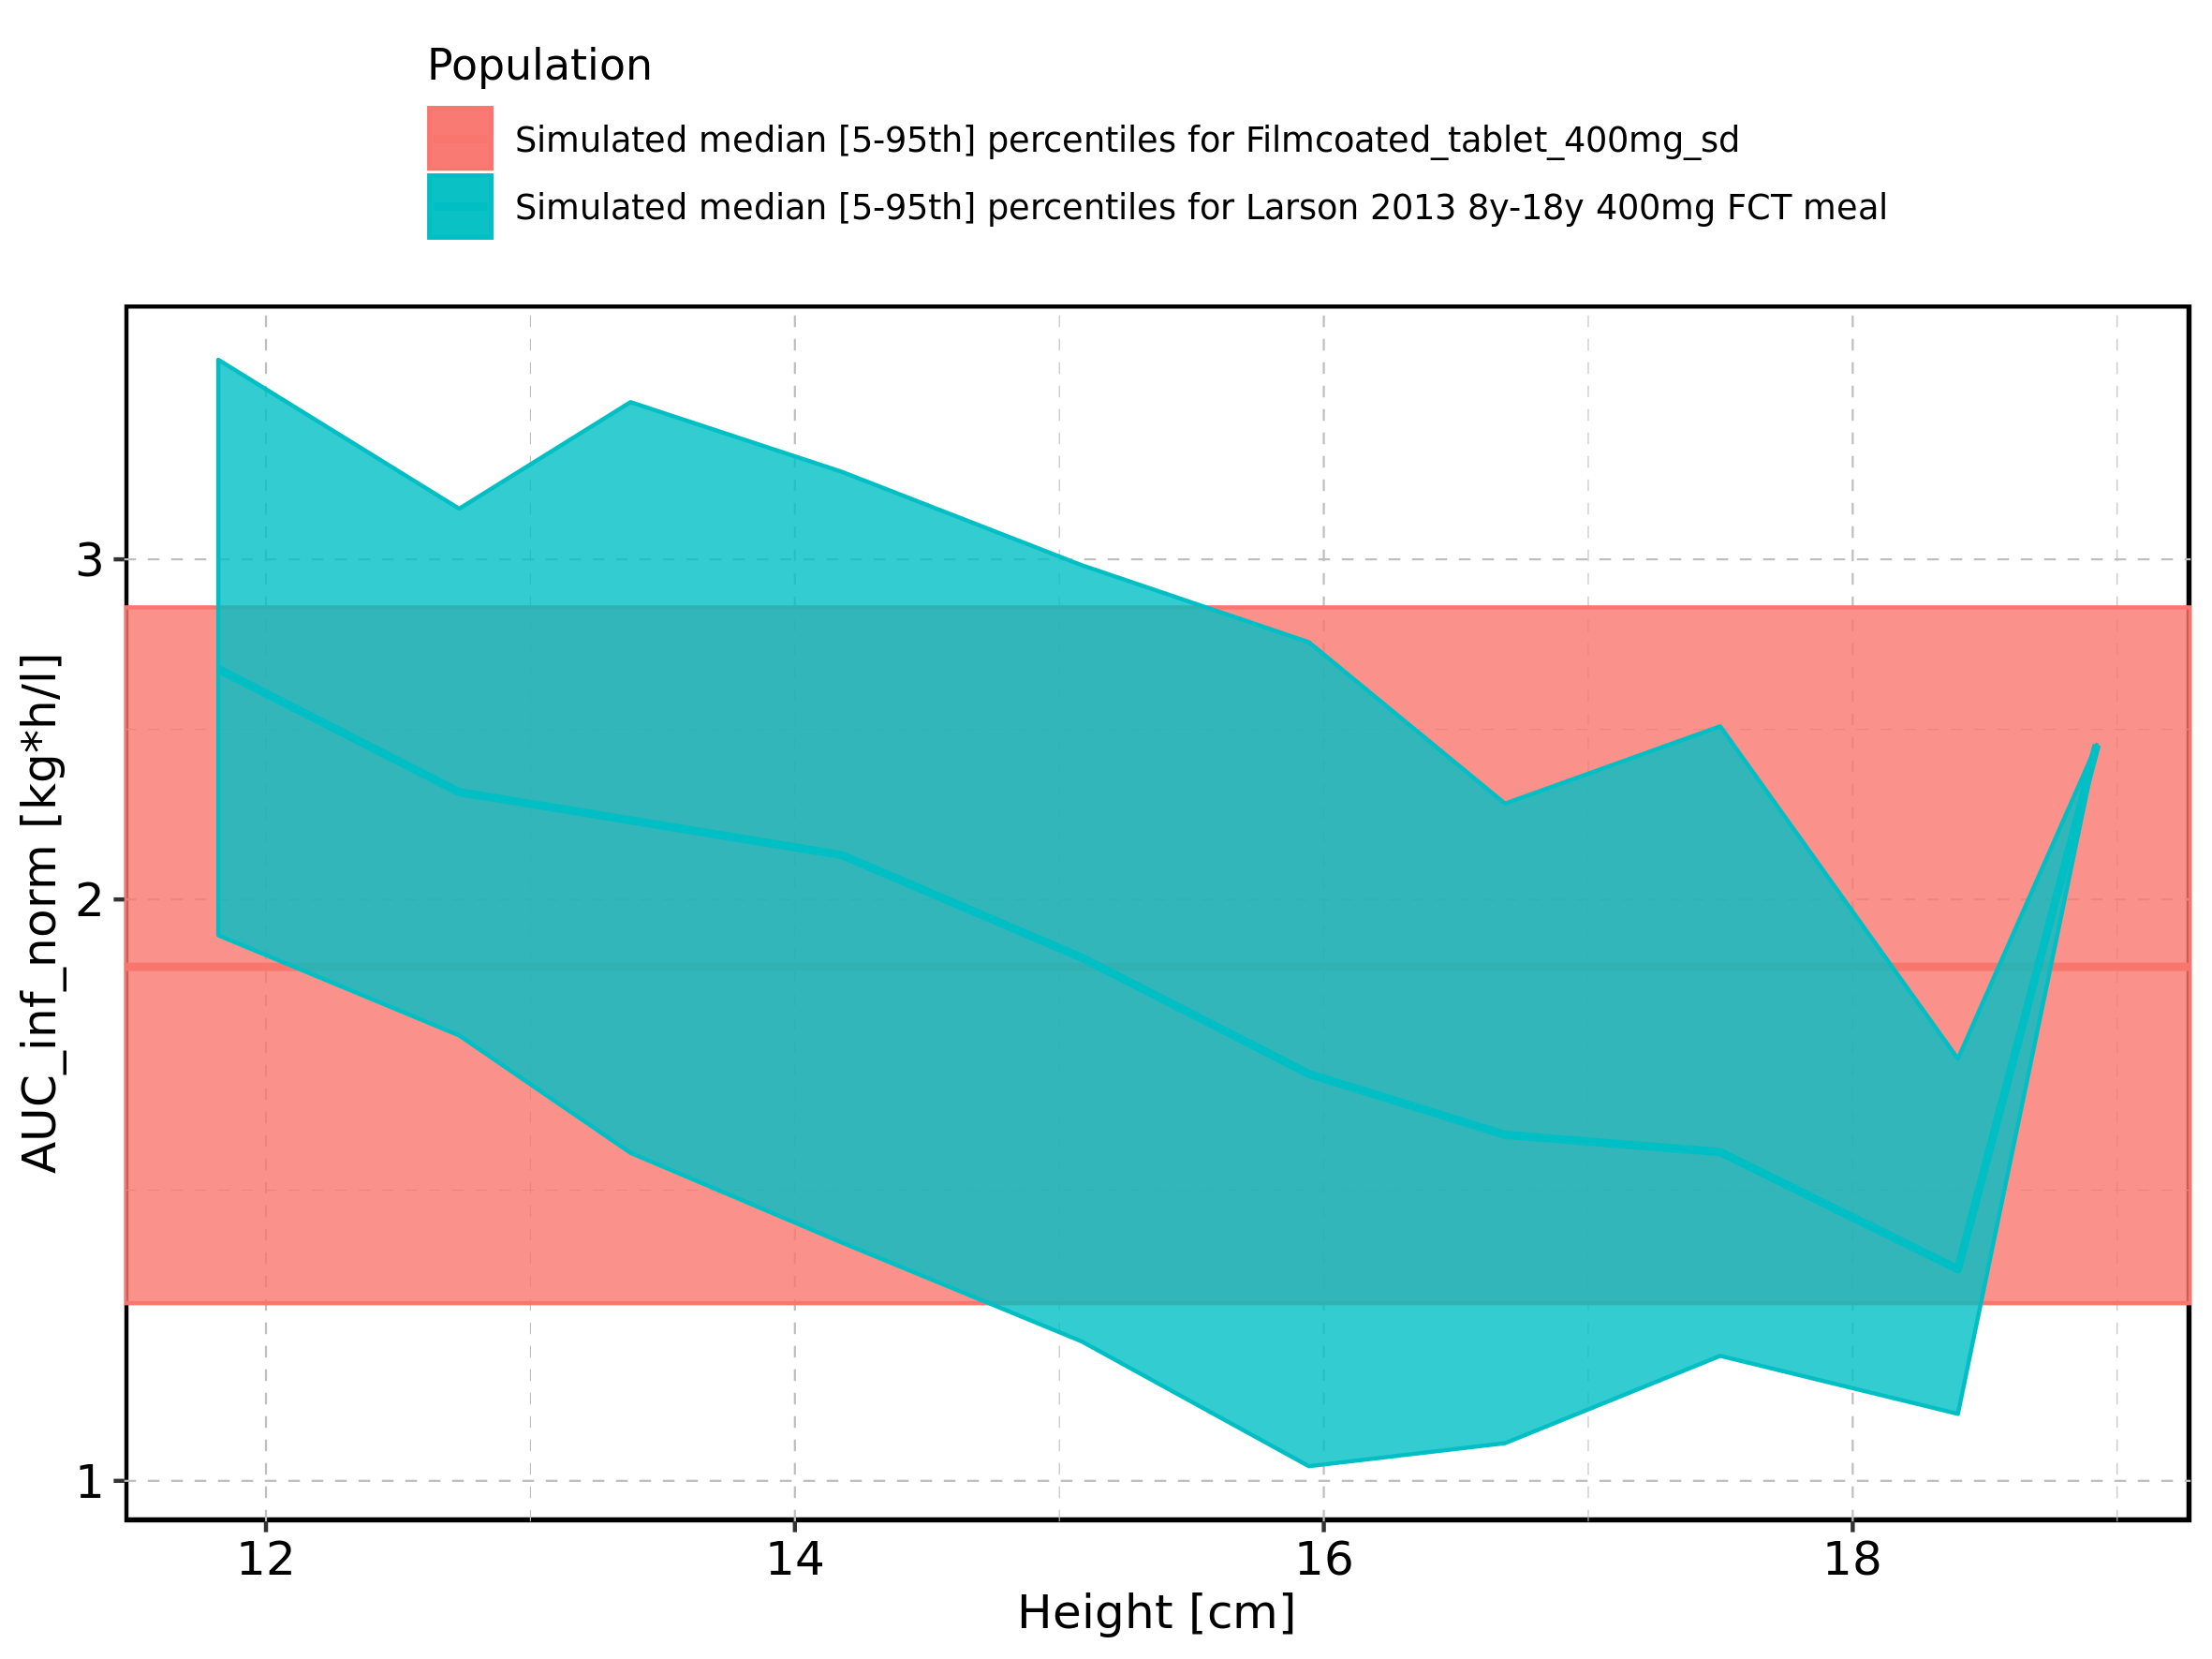 Population
Simulated median [5-95th] percentiles for Filmcoated_tablet_400mg_sd
Simulated median [5-95th] percentiles for Larson 2013 8y-18y 400mg FCT meal
AUC_inf_norm [kg*h/l]
3
2
1
12 14 16 18
Height [cm]